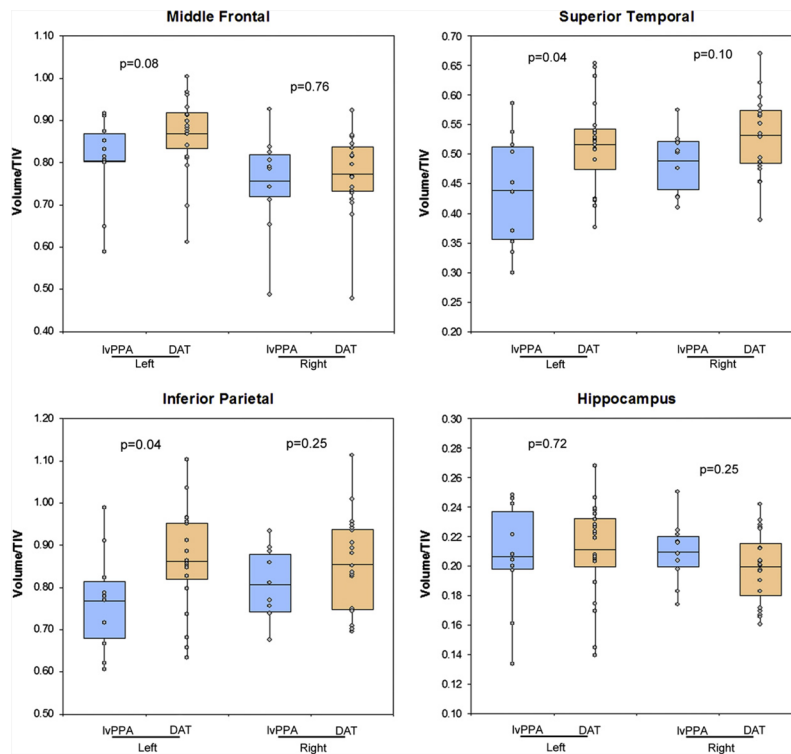 Middle Frontal
Volume/TIV
1.10
1.00
0.90
0.80
0.70
0.60
0.50
0.40
p=0.08
p=0.76
lvPPA DAT lvPPA DAT
Left Right
Superior Temporal
Volume/TIV
0.70
0.65
0.60
0.55
0.50
0.45
0.40
0.35
0.30
0.25
0.20
p=0.04
p=0.10
lvPPA DAT lvPPA DAT
Left Right
Inferior Parietal
Volume/TIV
1.20
1.10
1.00
0.90
0.80
0.70
0.60
0.50
p=0.04
p=0.25
lvPPA DAT lvPPA DAT
Left Right
Hippocampus
Volume/TIV
0.30
0.28
0.26
0.24
0.22
0.20
0.18
0.16
0.14
0.12
0.10
p=0.72
p=0.25
lvPPA DAT lvPPA DAT
Left Right